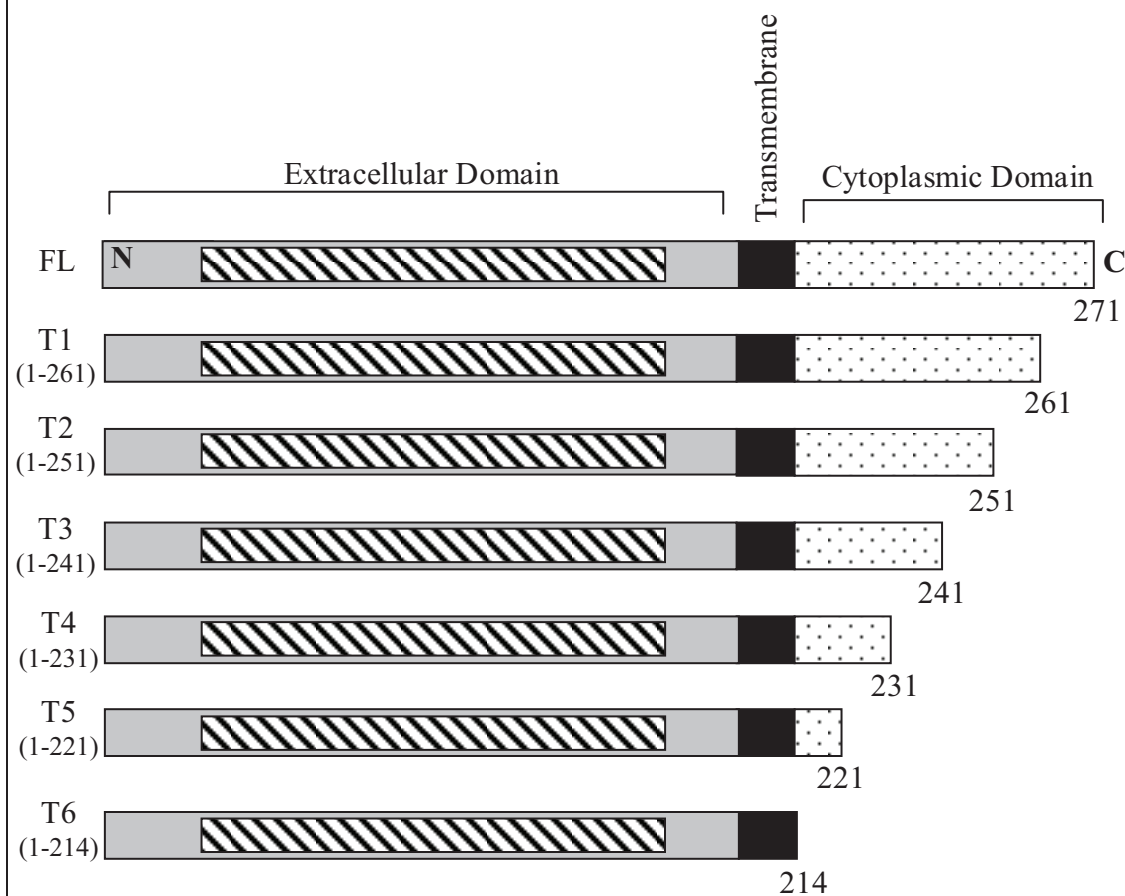 Transmembrane
Extracellular Domain
Cytoplasmic Domain
FL
N
C
271
T1
(1-261)
261
T2
(1-251)
251
T3
(1-241)
241
T4
(1-231)
231
T5
(1-221)
221
T6
(1-214)
214